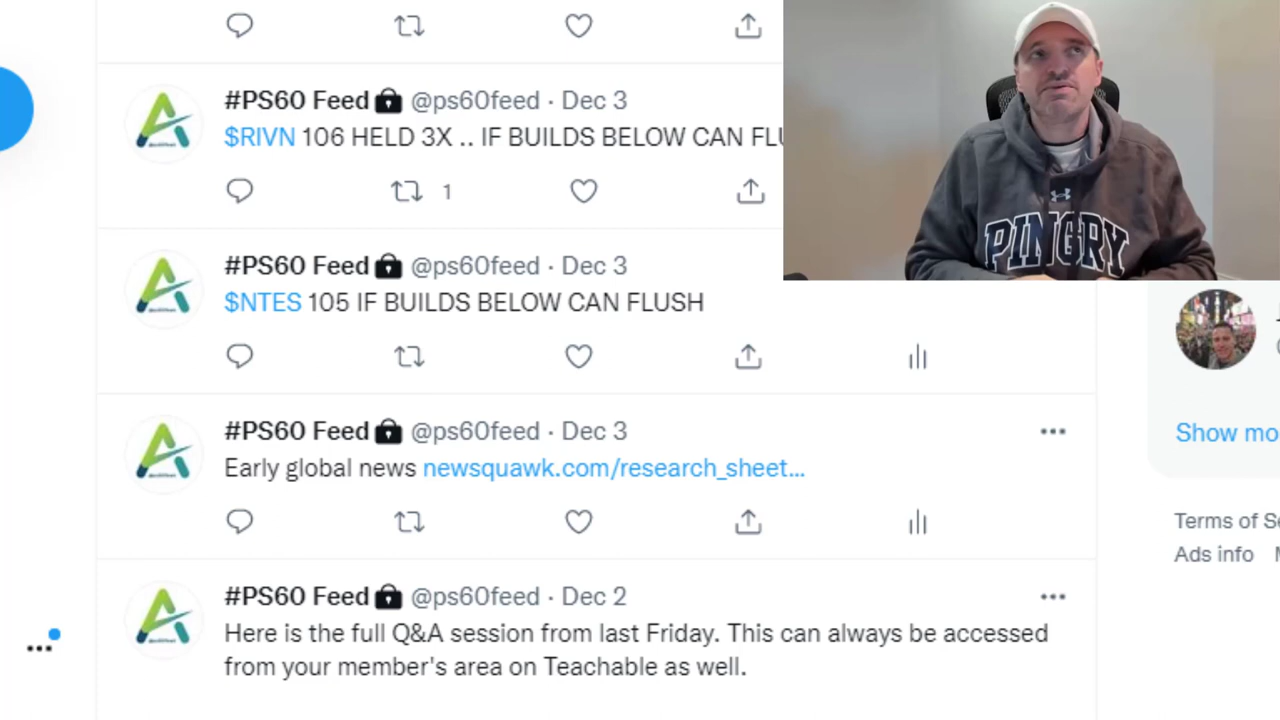 #PS60 Feed @ps60feed · Dec 3
$RIVN 106 HELD 3X .. IF BUILDS BELOW CAN
1
#PS60 Feed @ps60feed · Dec 3
$NTES 105 IF BUILDS BELOW CAN FLUSH
#PS60 Feed @ps60feed · Dec 3
Early global news newsquawk.com/research_sheet...
#PS60 Feed @ps60feed · Dec 2
Here is the full Q&A session from last Friday. This can always be accessed
from your member's area on Teachable as well.
PINGRY
Show
Terms of
Ads info